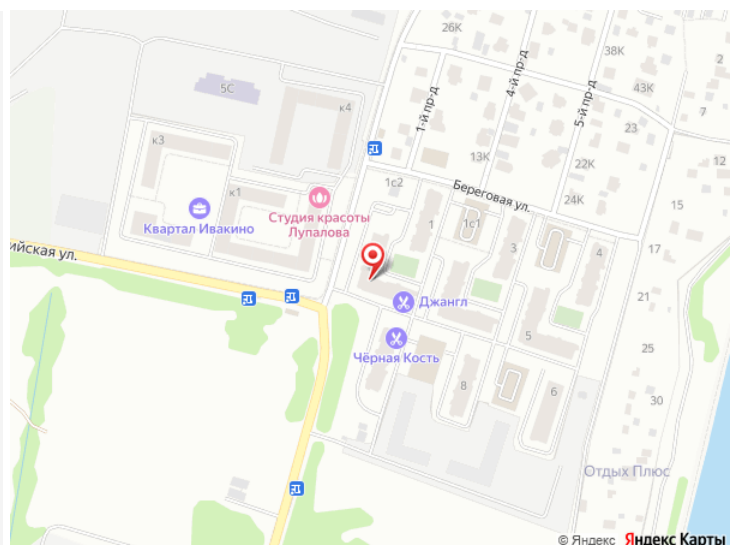 26К
38К
2
4-й пр-д
5-й пр-д
1-й пр-д
43К
7
5С
к4
23
к3
13К
22К
12
1с2
Береговая ул.
к1
24К
15
Студия красоты
Лупалова
1
1с1
Квартал Ивакино
3
4
17
ийская ул.
21
Джангл
Чёрная Кость
5
25
8
6
30
Отдых Плюс
© Яндекс Яндекс Карты